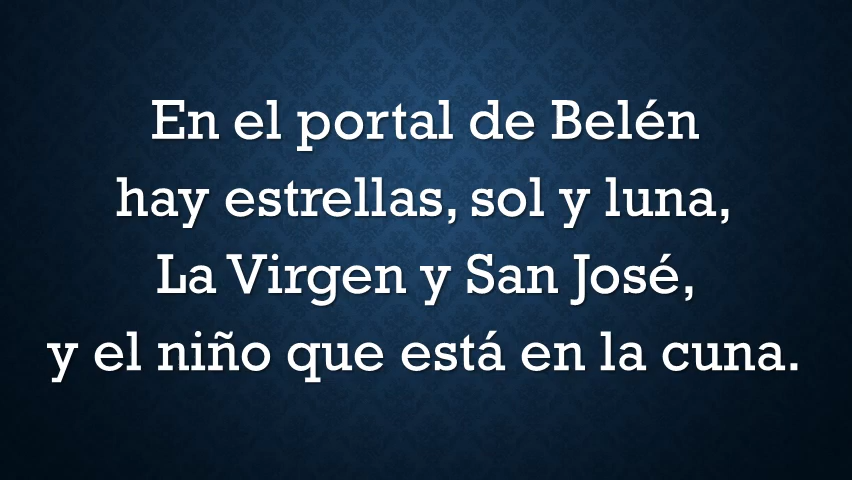 En el portal de Belén
hay estrellas, sol y luna,
La Virgen y San José,
y el niño que está en la cuna.